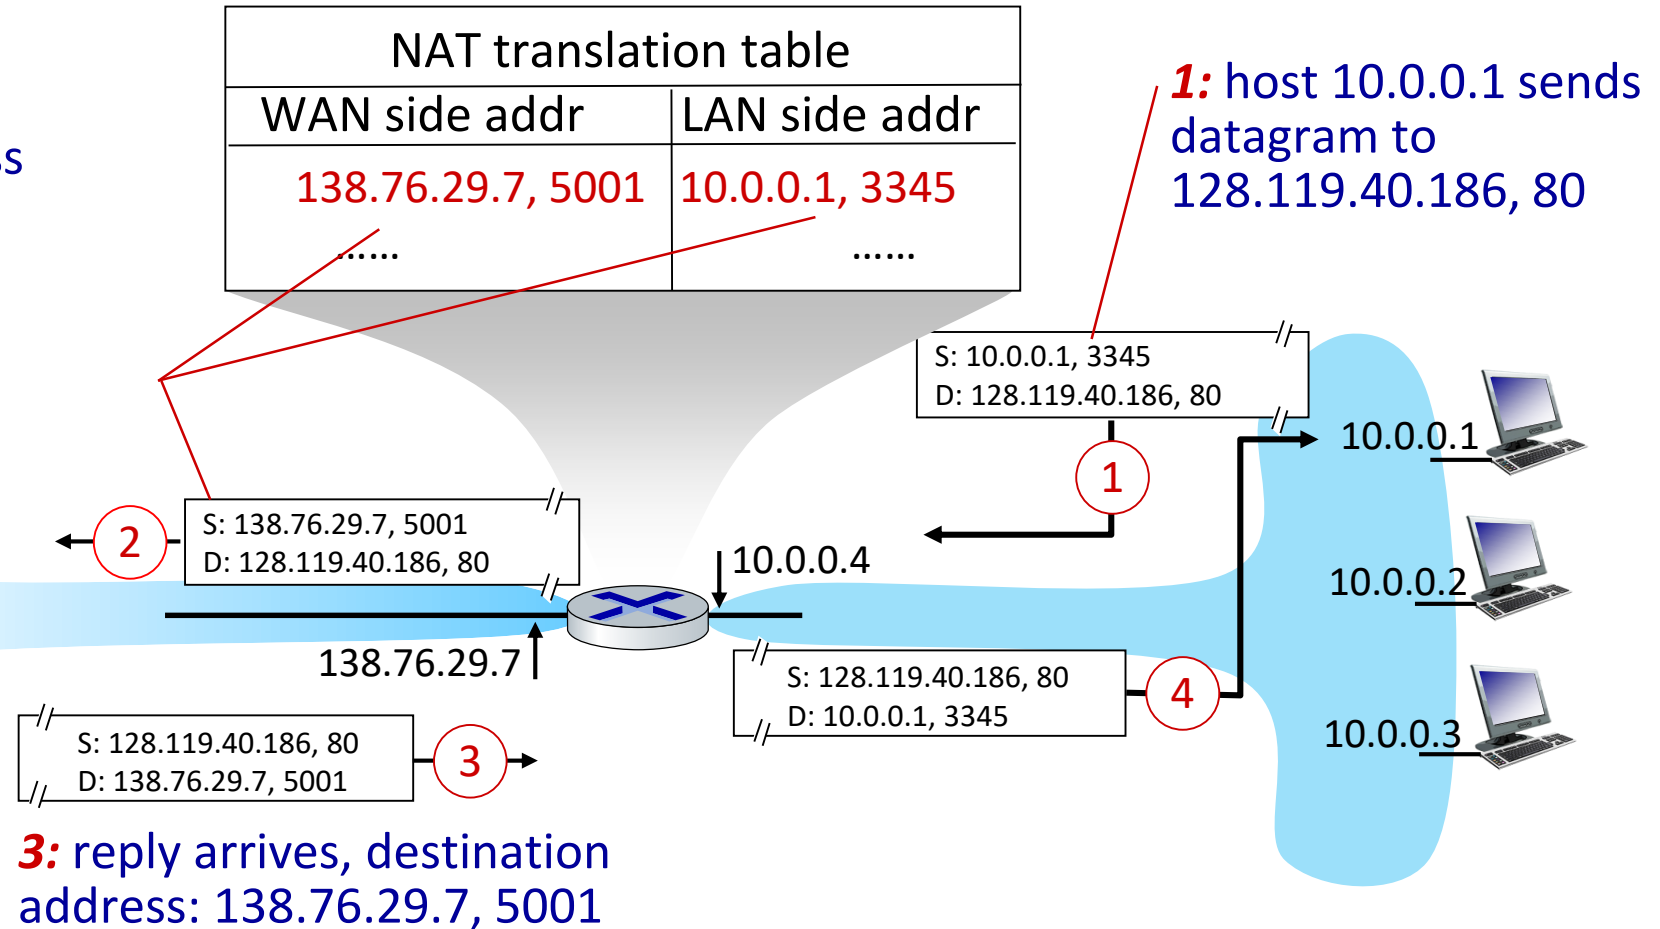 NAT translation table
WAN side addr LAN side addr
138.76.29.7, 5001 10.0.0.1, 3345
…… ……
1: host 10.0.0.1 sends
datagram to
128.119.40.186, 80
S: 10.0.0.1, 3345
D: 128.119.40.186, 80
1
10.0.0.1
S: 138.76.29.7, 5001
D: 128.119.40.186, 80
2
10.0.0.4
10.0.0.2
138.76.29.7
S: 128.119.40.186, 80
D: 10.0.0.1, 3345
4
10.0.0.3
S: 128.119.40.186, 80
D: 138.76.29.7, 5001
3
3: reply arrives, destination
address: 138.76.29.7, 5001